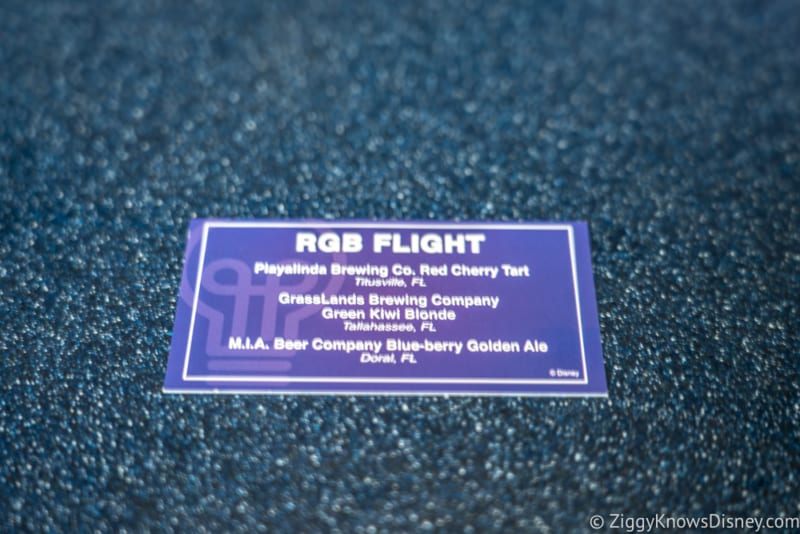 RGB FLIGHT
Playalinda Brewing Co. Red Cherry Tart
Titusville, FL
GrassLands Brewing Company
Green Kiwi Blonde
Tallahassee, FL
M.I.A. Beer Company Blue-berry Golden Ale
Doral, FL
© Disney
© ZiggyKnowsDisney.com